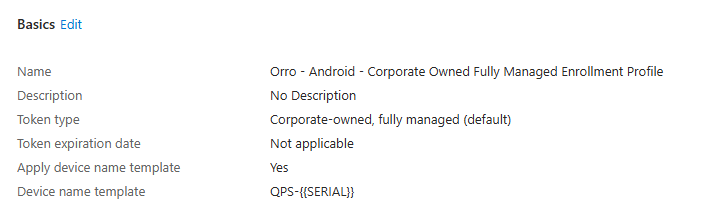 Basics Edit
Name Orro - Android - Corporate Owned Fully Managed Enrollment Profile
Description No Description
Token type Corporate-owned, fully managed (default)
Token expiration date Not applicable
Apply device name template Yes
Device name template QPS-{{SERIAL}}